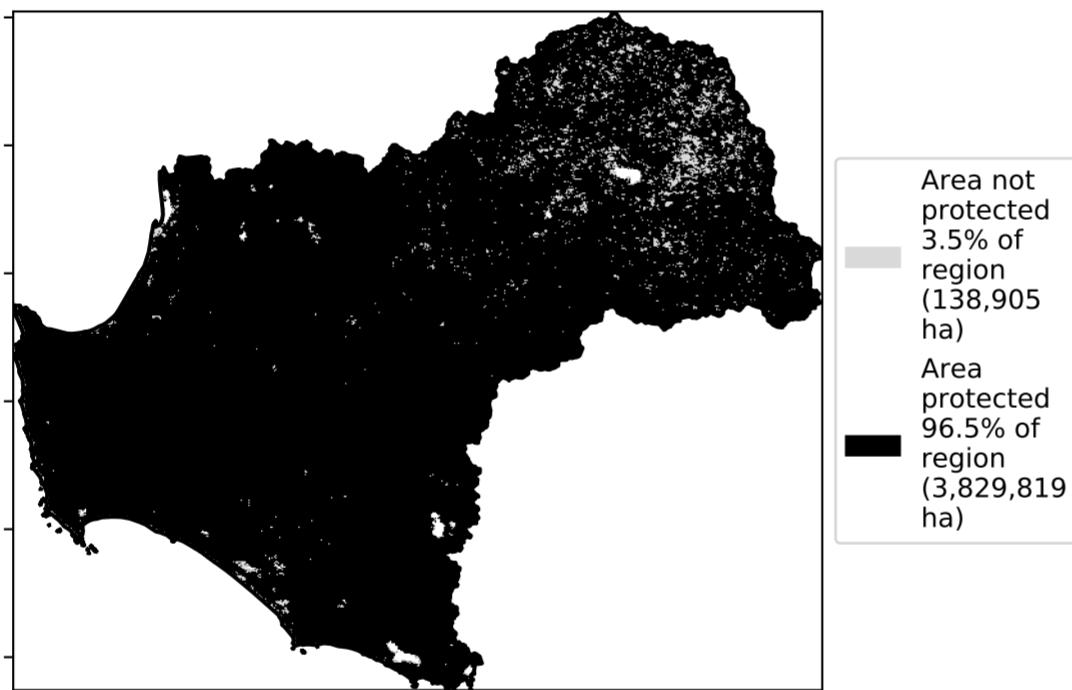 Area not
protected
3.5% of
region
(138,905
ha)
Area
protected
96.5% of
region
(3,829,819
ha)